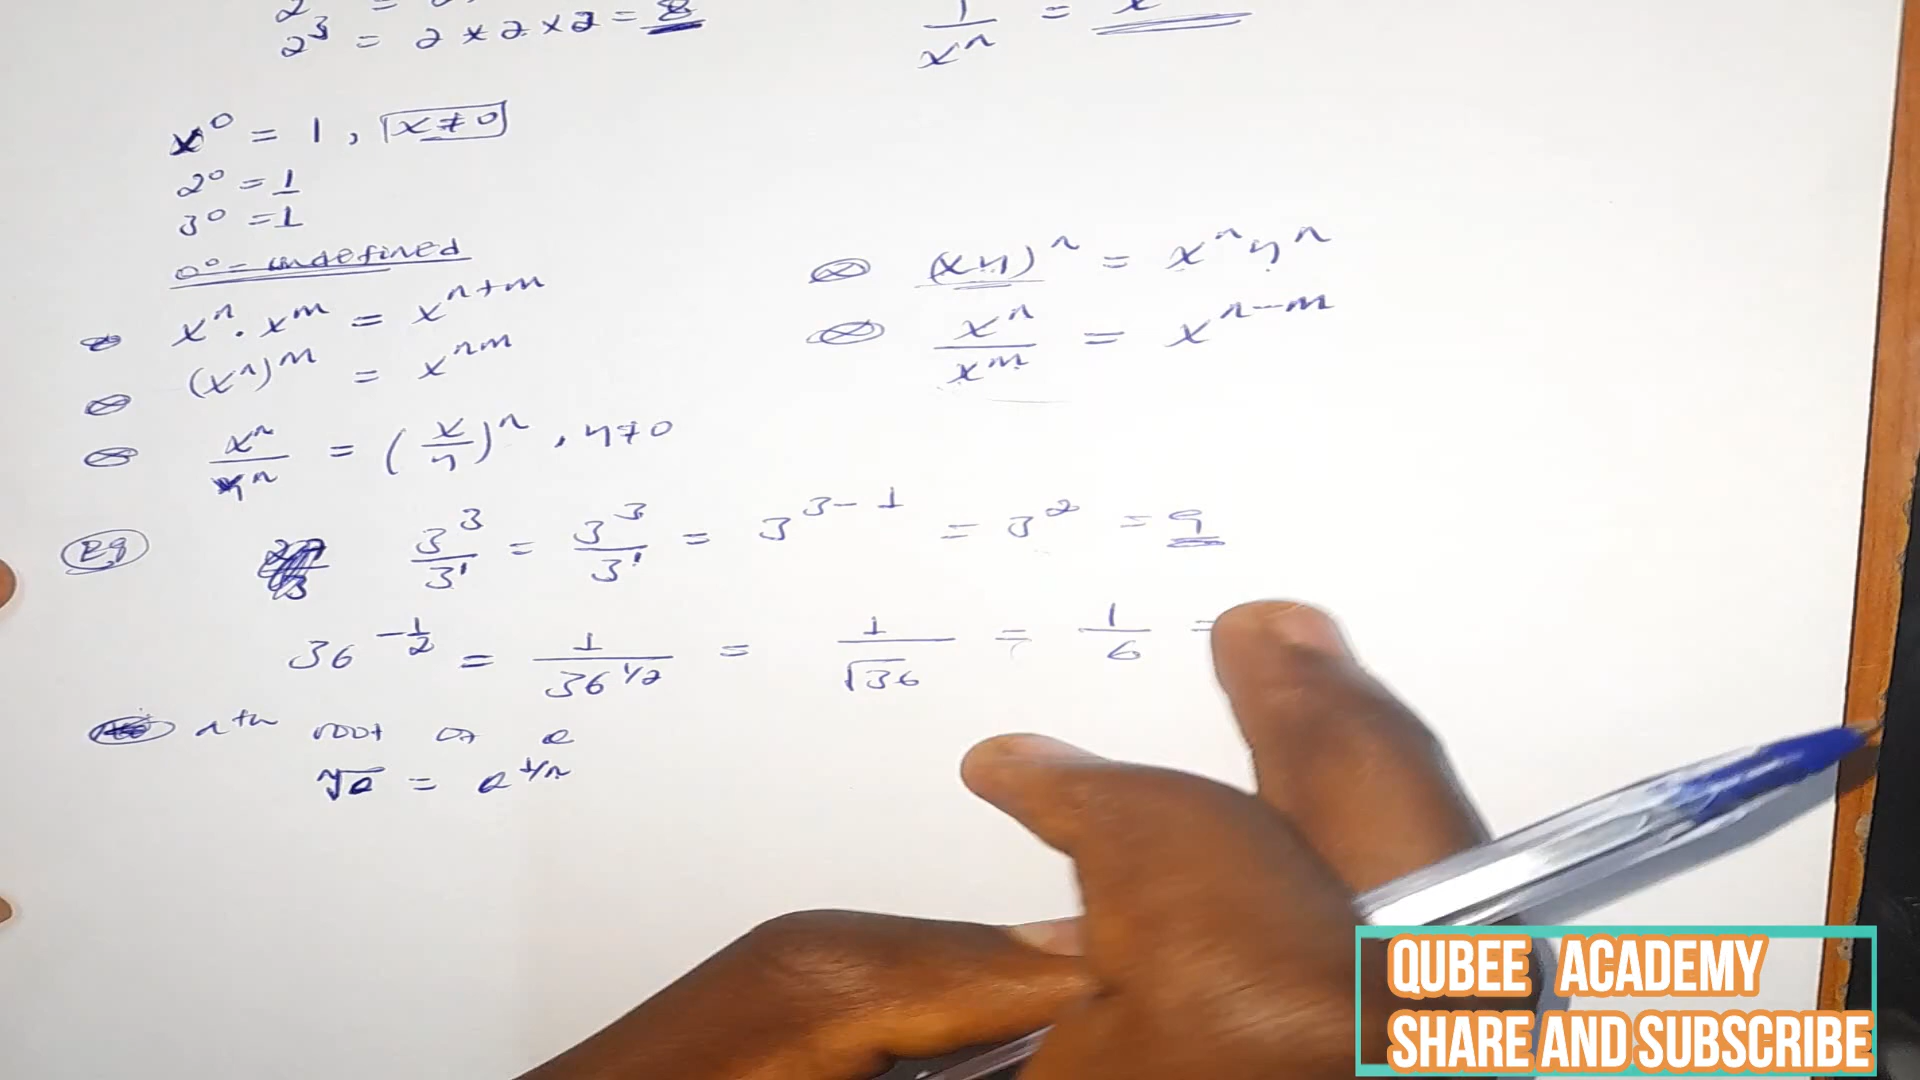 2³ = 2 × 2 × 2 = 8
1/xⁿ = x
x⁰ = 1, x ≠ 0
2⁰ = 1
3⁰ = 1
0⁰ = undefined
xⁿ · xᵐ = xⁿ⁺ᵐ
(xⁿ)ᵐ = xⁿᵐ
xⁿ/yⁿ = (x/y)ⁿ, y ≠ 0
(xy)ⁿ = xⁿyⁿ
xⁿ/xᵐ = xⁿ⁻ᵐ
Eg 3³/3¹ = 3³/3¹ = 3³⁻¹ = 3² = 9
36^(-1/2) = 1/36^(1/2) = 1/√36 = 1/6 =
nth root of a
ⁿ√a = a^(1/n)
QUBEE ACADEMY
SHARE AND SUBSCRIBE